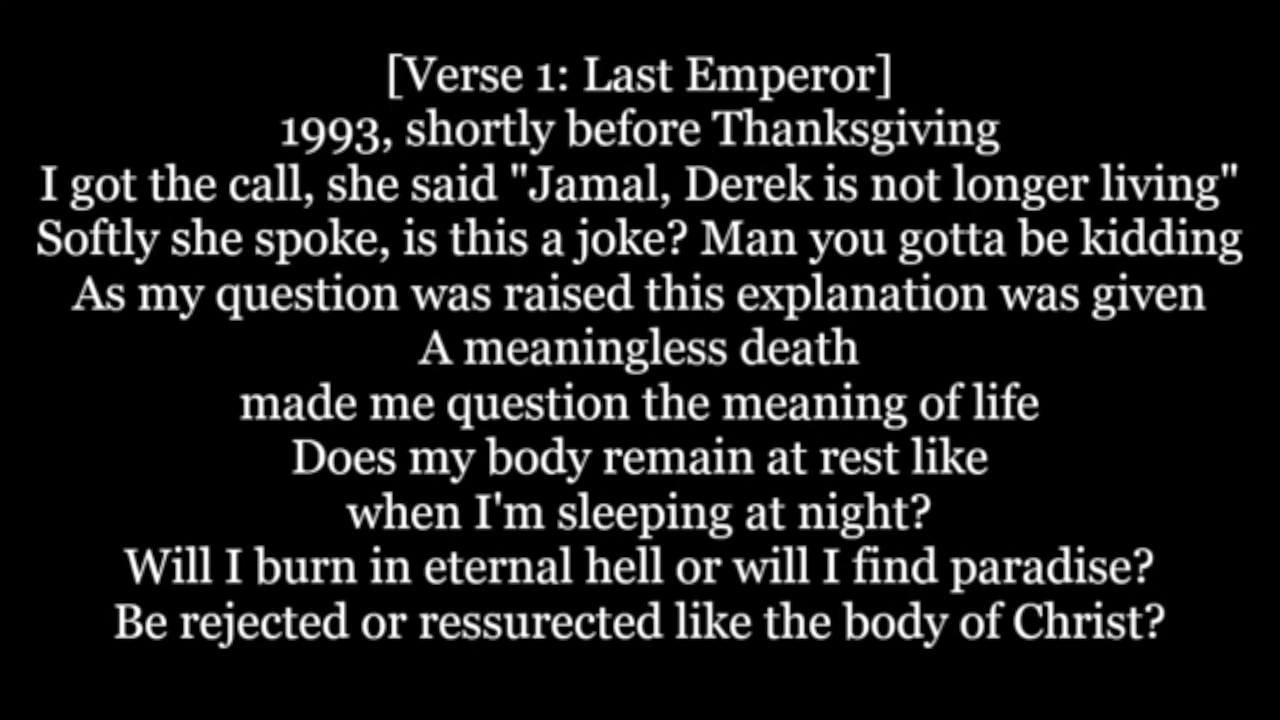 [Verse 1: Last Emperor]
1993, shortly before Thanksgiving
I got the call, she said "Jamal, Derek is not longer living"
Softly she spoke, is this a joke? Man you gotta be kidding
As my question was raised this explanation was given
A meaningless death
made me question the meaning of life
Does my body remain at rest like
when I'm sleeping at night?
Will I burn in eternal hell or will I find paradise?
Be rejected or ressurected like the body of Christ?